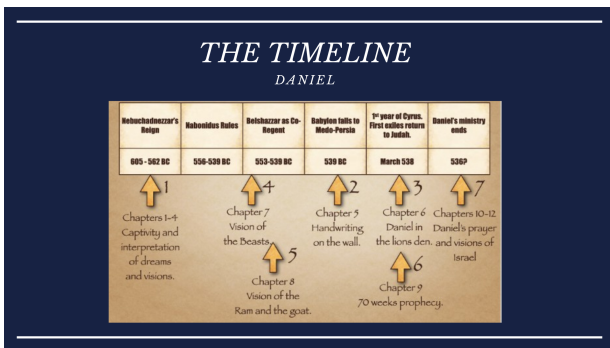 THE TIMELINE
DANIEL
Nebuchadnezzar's
Reign
Nabonidus Rules
Belshazzar as Co-
Regent
Babylon falls to
Medo-Persia
1st year of Cyrus.
First exiles return
to Judah.
Daniel's ministry
ends
605 - 562 BC
556-539 BC
553-539 BC
539 BC
March 538
536?
1
Chapters 1-4
Captivity and
interpretation
of dreams
and visions.
4
Chapter 7
Vision of
the Beasts.
5
Chapter 8
Vision of the
Ram and the goat.
2
Chapter 5
Handwriting
on the wall.
3
Chapter 6
Daniel in
the lions den.
6
Chapter 9
70 weeks prophecy.
7
Chapters 10-12
Daniel's prayer
and visions of
Israel